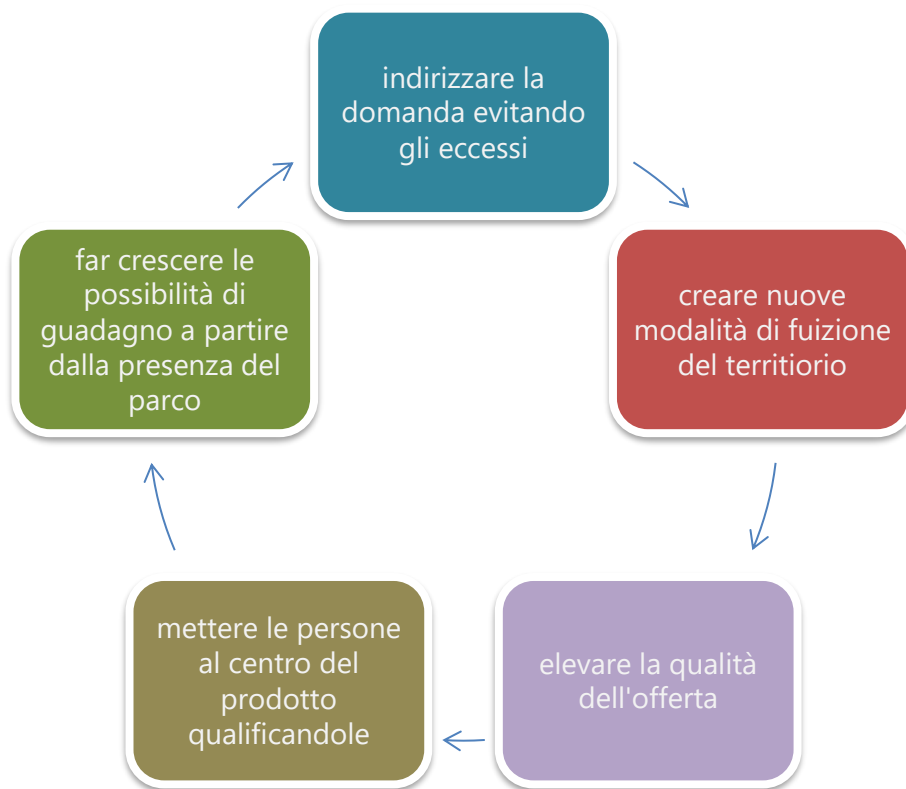 indirizzare la
domanda evitando
gli eccessi
creare nuove
modalità di fuizione
del territiorio
elevare la qualità
dell'offerta
mettere le persone
al centro del
prodotto
qualificandole
far crescere le
possibilità di
guadagno a partire
dalla presenza del
parco